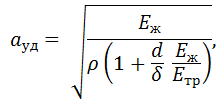 a_уд = √(E_ж / (ρ (1 + d/δ E_ж/E_тр))),